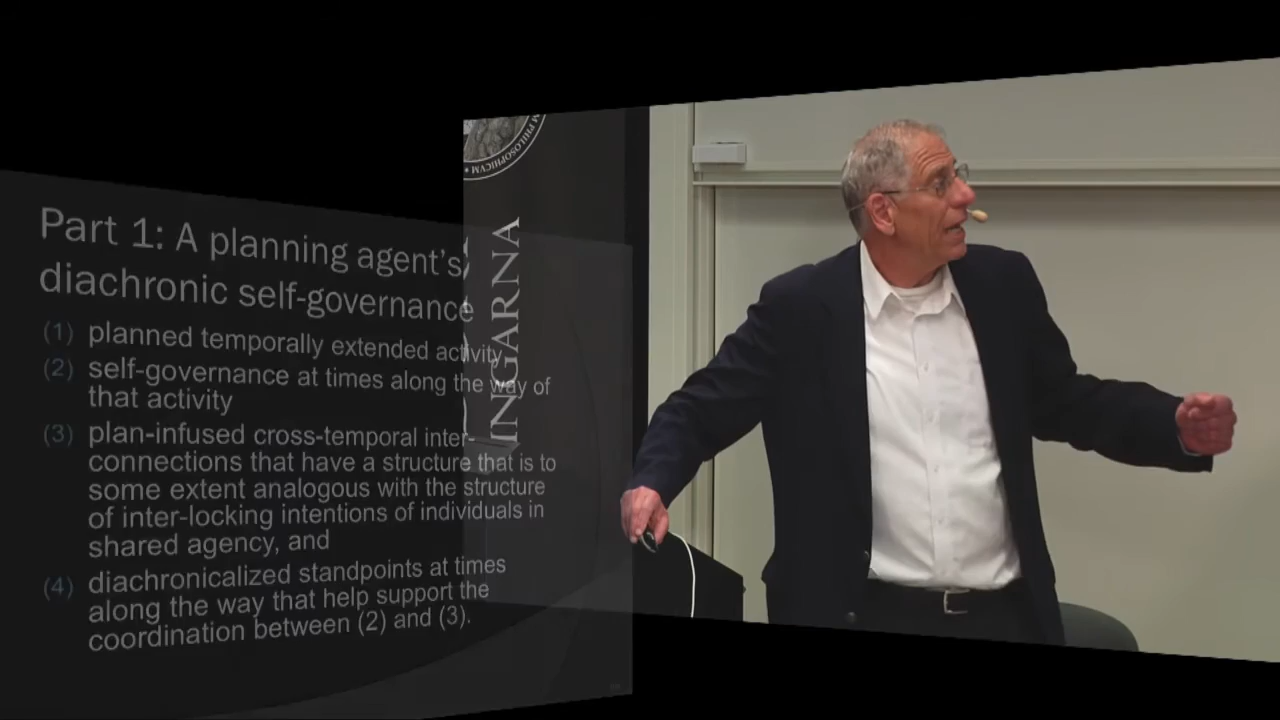 M PHILOSOPHICVM •
INGARNA
Part 1: A planning agent's
diachronic self-governance
(1) planned temporally extended activity,
(2) self-governance at times along the way of
that activity
(3) plan-infused cross-temporal inter-
connections that have a structure that is to
some extent analogous with the structure
of inter-locking intentions of individuals in
shared agency, and
(4) diachronicalized standpoints at times
along the way that help support the
coordination between (2) and (3).